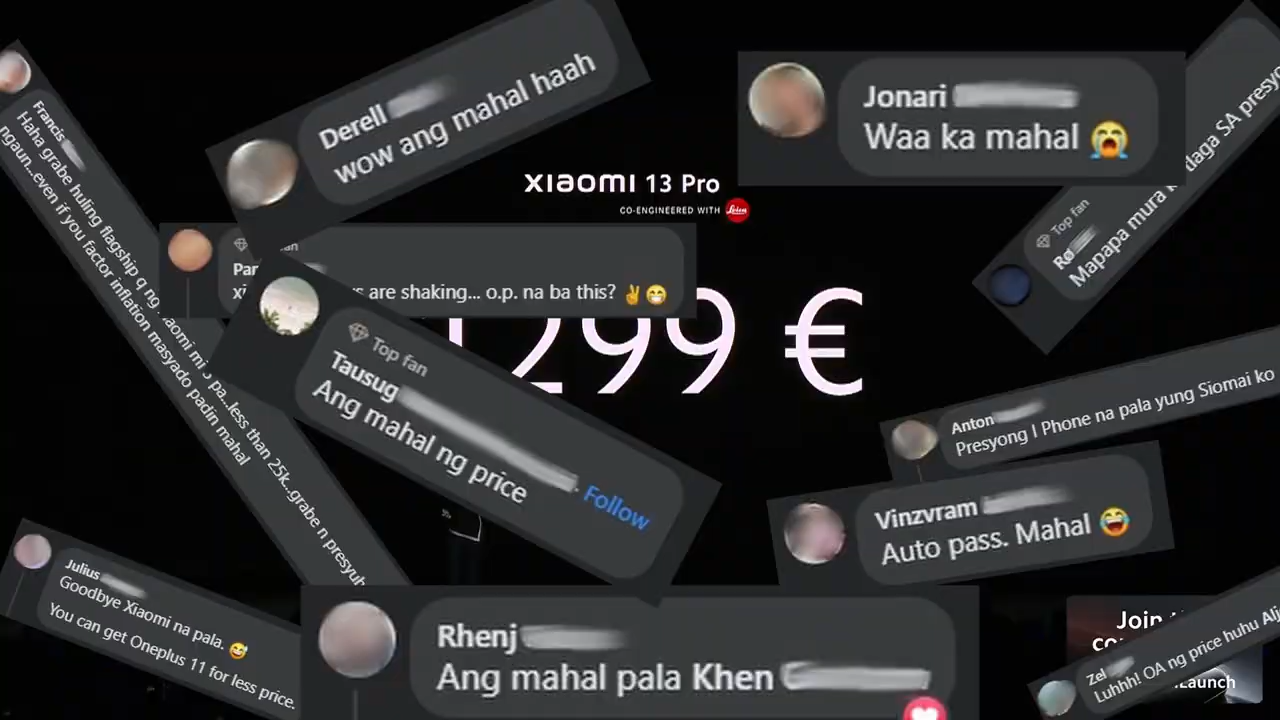 Francis
Haha grabe huling flagship q ng pa...less than 25k...grabe n presyuh
ngaun...even if you factor inflation masyado padin mahal
Derell
wow ang mahal haah
Jonari
Waa ka mahal 😭
XIAOMI 13 Pro
CO-ENGINEERED WITH Leica
Top fan
Mapapa mura SA presyo
are shaking... o.p. na ba this? ✌😁
1299 €
Top fan
Tausug
Ang mahal ng price
Follow
Anton
Presyong I Phone na pala yung Siomai ko
Vinzvram
Auto pass. Mahal 😂
Julius
Goodbye Xiaomi na pala. 😅
You can get Oneplus 11 for less price.
Rhenj
Ang mahal pala Khen
Join
Launch
Zel
Luhhh! OA ng price huhu